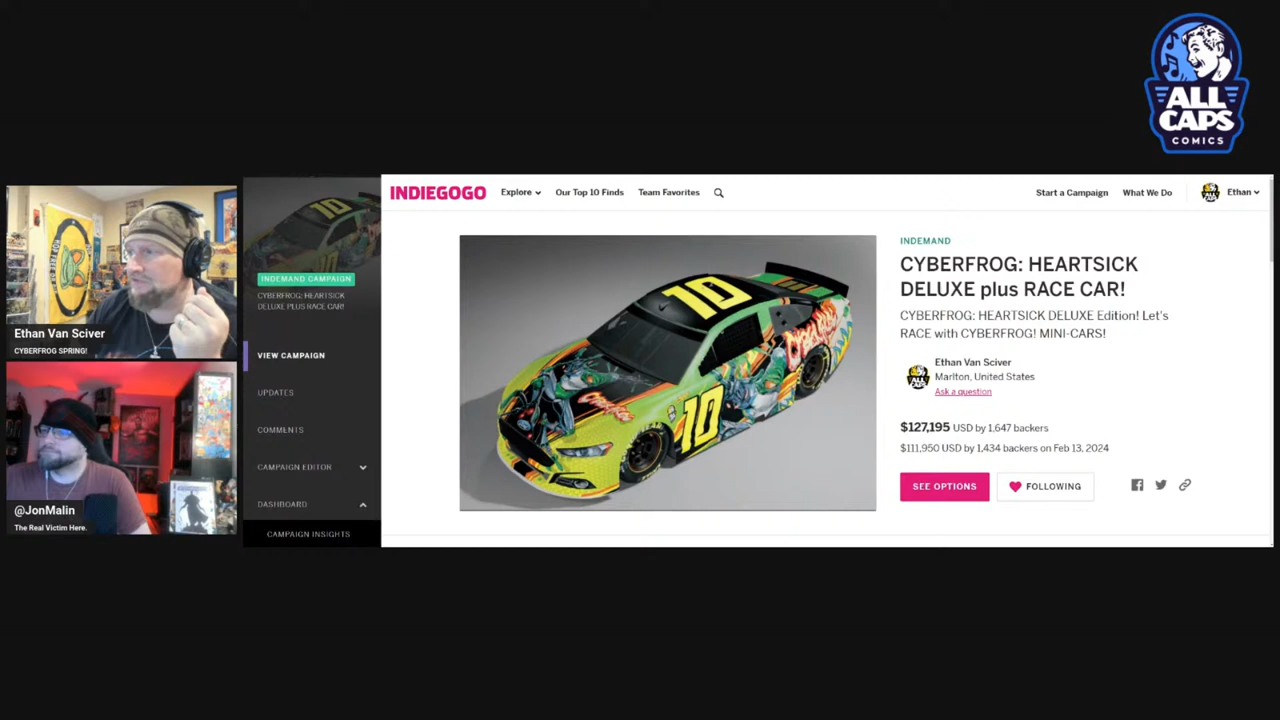 ALL
CAPS
COMICS
Ethan Van Sciver
CYBERFROG SPRING!
@JonMalin
The Real Victim Here.
INDEMAND CAMPAIGN
CYBERFROG: HEARTSICK
DELUXE PLUS RACE CAR!
VIEW CAMPAIGN
UPDATES
COMMENTS
CAMPAIGN EDITOR
DASHBOARD
CAMPAIGN INSIGHTS
INDIEGOGO
Explore
Our Top 10 Finds
Team Favorites
Start a Campaign
What We Do
Ethan
10
10
10
Cyberfrog
Cyberfrog
INDEMAND
CYBERFROG: HEARTSICK
DELUXE plus RACE CAR!
CYBERFROG: HEARTSICK DELUXE Edition! Let's
RACE with CYBERFROG! MINI-CARS!
Ethan Van Sciver
Marlton, United States
Ask a question
$127,195 USD by 1,647 backers
$111,950 USD by 1,434 backers on Feb 13, 2024
SEE OPTIONS
FOLLOWING